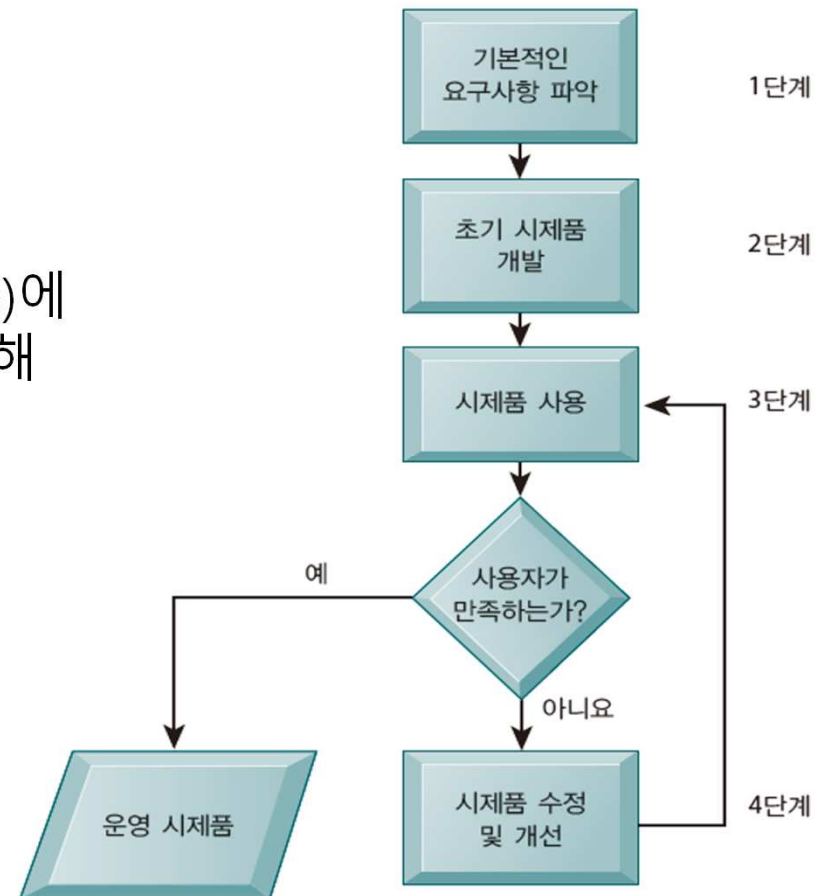 기본적인
요구사항 파악
1단계
초기 시제품
개발
2단계
)에
해
시제품 사용
3단계
사용자가
만족하는가?
예
아니요
운영 시제품
시제품 수정
및 개선
4단계